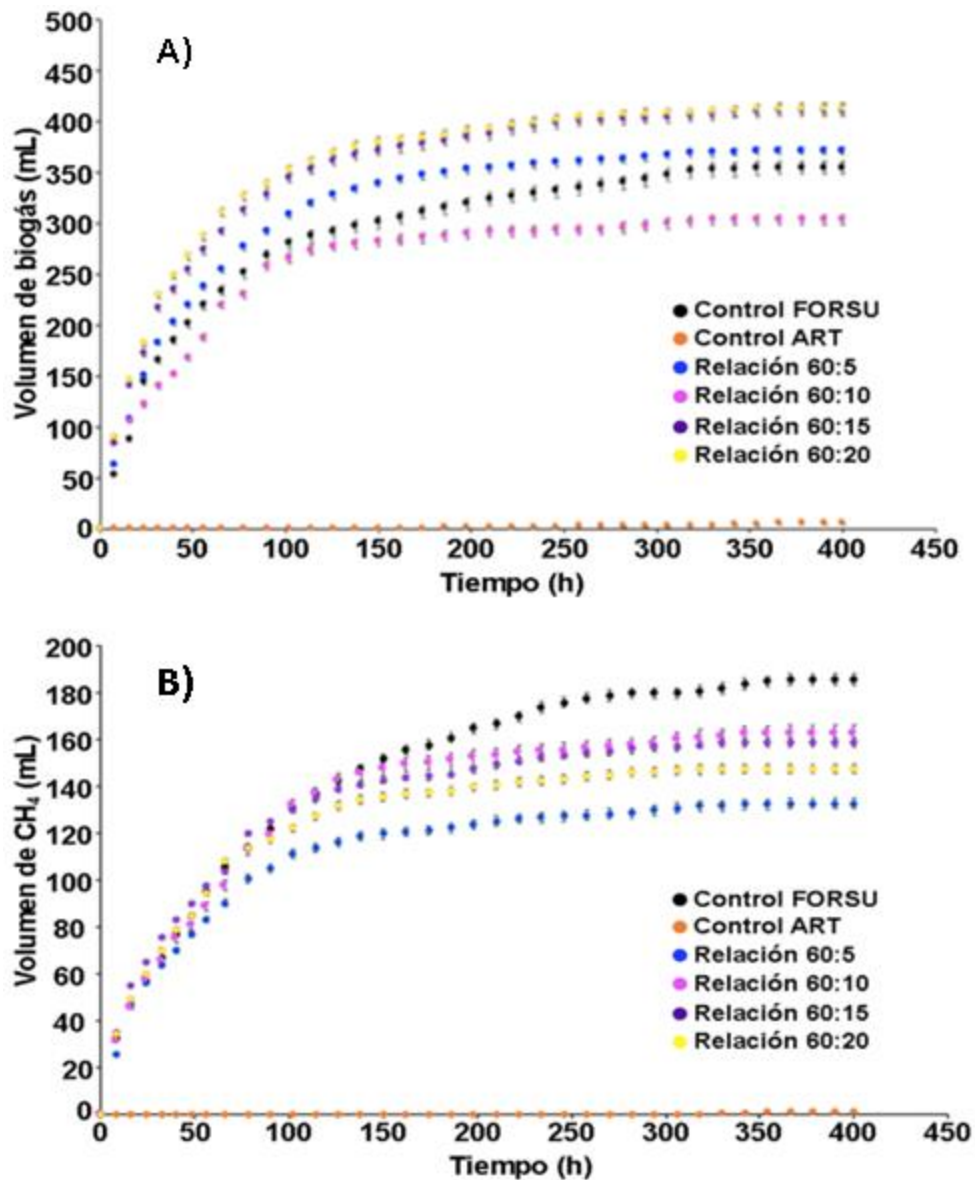 A)
Volumen de biogás (mL)
500
450
400
350
300
250
200
150
100
50
0
Control FORSU
Control ART
Relación 60:5
Relación 60:10
Relación 60:15
Relación 60:20
0 50 100 150 200 250 300 350 400 450
Tiempo (h)
B)
Volumen de CH₄ (mL)
200
180
160
140
120
100
80
60
40
20
0
Control FORSU
Control ART
Relación 60:5
Relación 60:10
Relación 60:15
Relación 60:20
0 50 100 150 200 250 300 350 400 450
Tiempo (h)